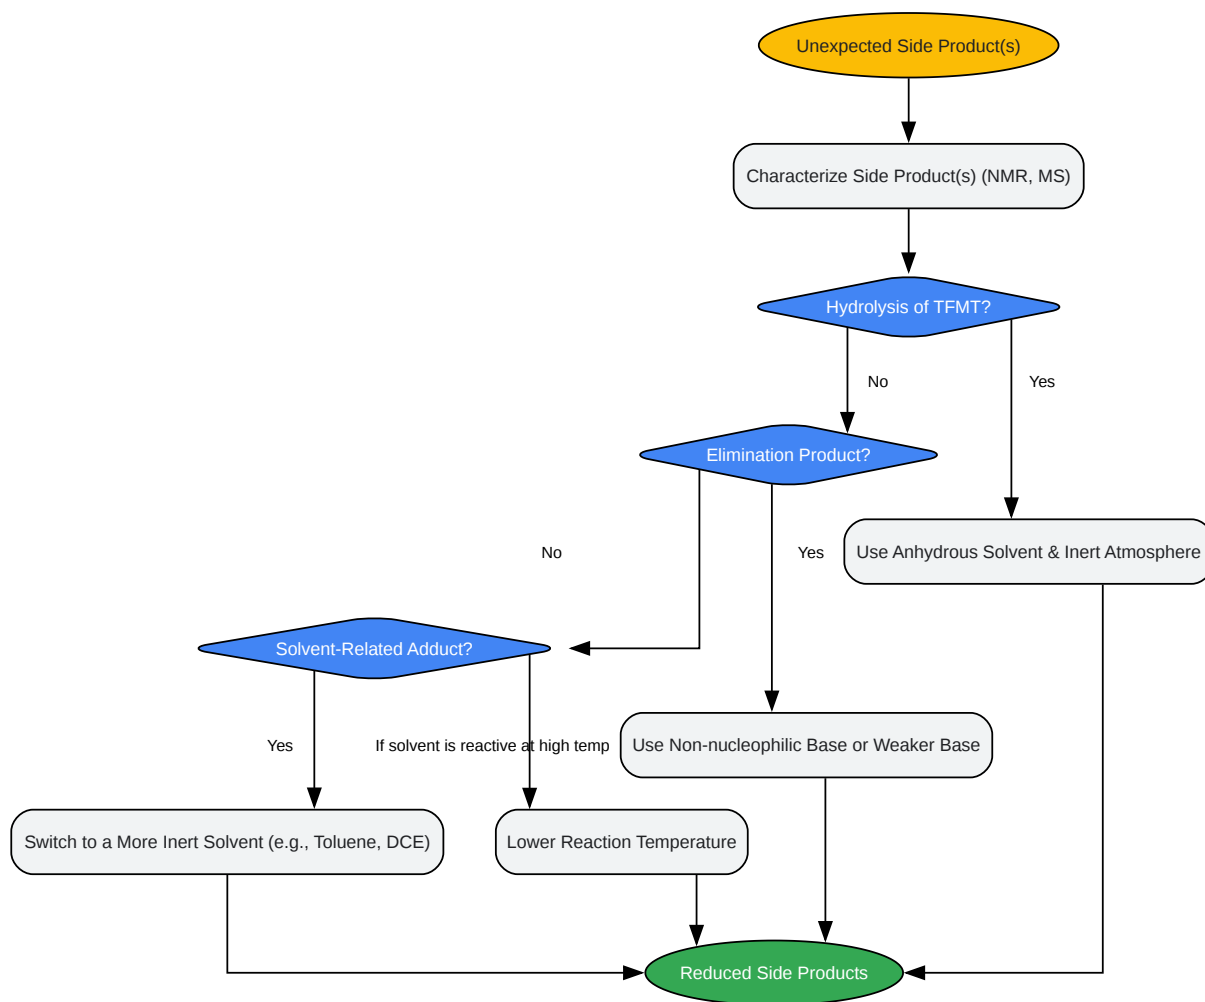 Unexpected Side Product(s)
Characterize Side Product(s) (NMR, MS)
Hydrolysis of TFMT?
No
Yes
Elimination Product?
No
Yes
Use Anhydrous Solvent & Inert Atmosphere
Solvent-Related Adduct?
Yes
If solvent is reactive at high temp
Use Non-nucleophilic Base or Weaker Base
Switch to a More Inert Solvent (e.g., Toluene, DCE)
Lower Reaction Temperature
Reduced Side Products